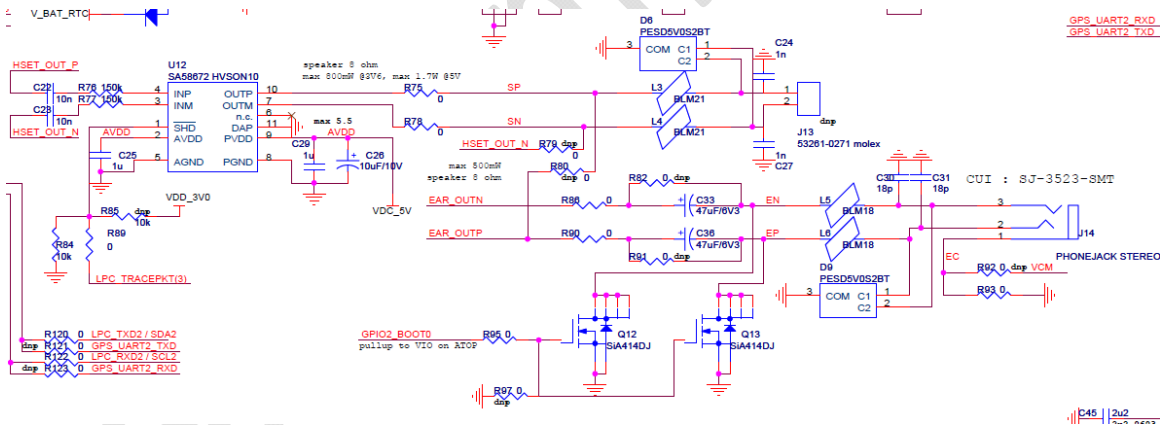 V_BAT_RTC
D6
PESD5V0S2BT
3 COM C1 1
C2 2
C24
1n
GPS_UART2_RXD
GPS_UART2_TXD
HSET_OUT_P
U12
SA58672 HVSON10
speaker 8 ohm
max 800mW @3V6, max 1.7W @5V
C22
10n
R76 150k
R77 150k
C23
10n
HSET_OUT_N
4 INP
3 INM
1 SHD
2 AVDD
5 AGND
OUTP 10
OUTM 7
n.c. 6
DAP 11
PVDD 9
PGND 8
AVDD
C25
1u
max 5.5
AVDD
C29
1u
C26
10uF/10V
VDC_5V
R75
0
SP
L3
BLM21
R78
0
SN
L4
BLM21
1
2
dnp
J13
53261-0271 molex
HSET_OUT_N
R79 dnp
0
R80
0
dnp
1n
C27
max 500mW
speaker 8 ohm
R82 0 dnp
EAR_OUTN
R86 0
C33
47uF/6V3
EN
L5
BLM18
C30
18p
C31
18p
CUI : SJ-3523-SMT
3
2
1
J14
PHONEJACK STEREO
EAR_OUTP
R90 0
C36
47uF/6V3
EP
L6
BLM18
R91 0
dnp
EC
R92 0 dnp VCM
R93 0
D9
PESD5V0S2BT
3 COM C1 1
C2 2
VDD_3V0
R85 dnp
10k
R84
10k
R89
0
LPC_TRACEPKT(3)
R120 0 LPC_TXD2 / SDA2
dnp R121 0 GPS_UART2_TXD
R122 0 LPC_RXD2 / SCL2
dnp R123 0 GPS_UART2_RXD
GPIO2_BOOT0
pullup to VIO on ATOP
R95 0
Q12
SiA414DJ
Q13
SiA414DJ
R97 0
dnp
C45 2u2